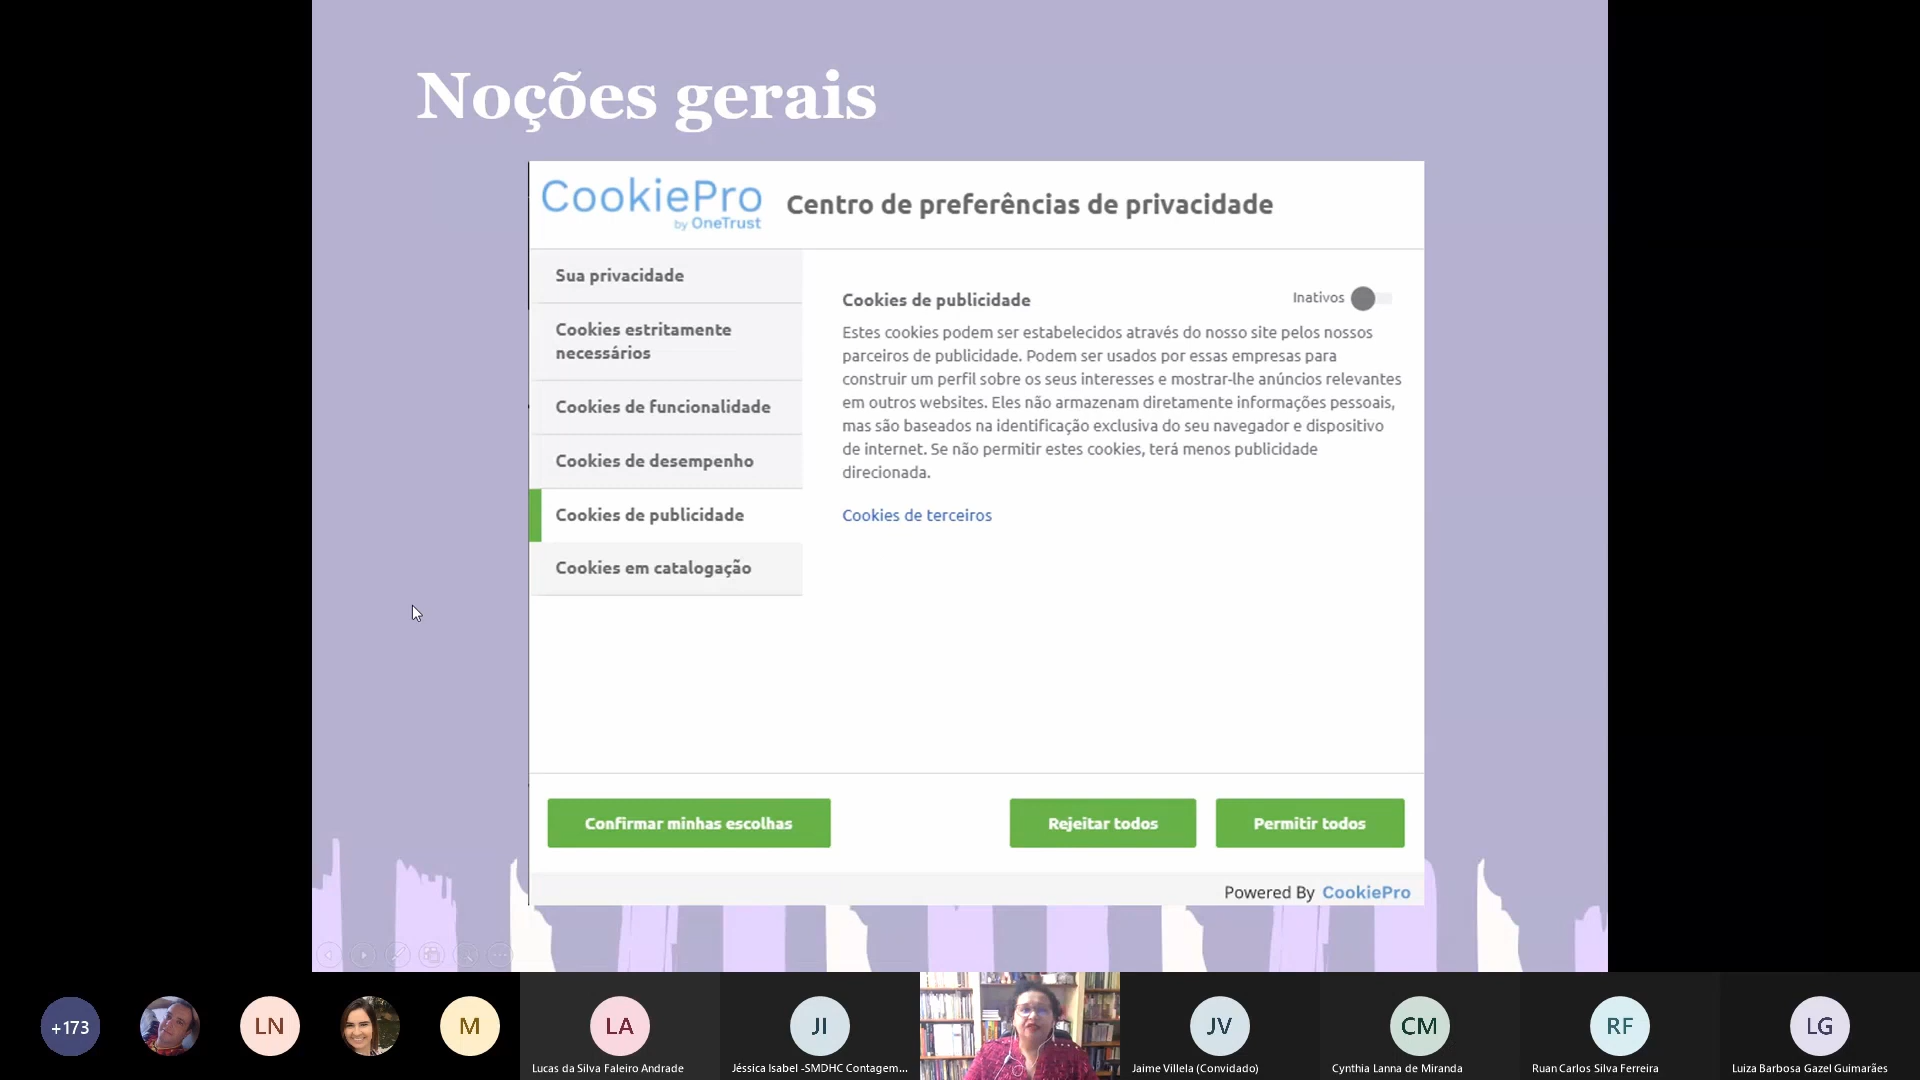 Noções gerais
CookiePro
by OneTrust
Centro de preferências de privacidade
Sua privacidade
Cookies estritamente
necessários
Cookies de funcionalidade
Cookies de desempenho
Cookies de publicidade
Cookies em catalogação
Cookies de publicidade
Inativos
Estes cookies podem ser estabelecidos através do nosso site pelos nossos
parceiros de publicidade. Podem ser usados por essas empresas para
construir um perfil sobre os seus interesses e mostrar-lhe anúncios relevantes
em outros websites. Eles não armazenam diretamente informações pessoais,
mas são baseados na identificação exclusiva do seu navegador e dispositivo
de internet. Se não permitir estes cookies, terá menos publicidade
direcionada.
Cookies de terceiros
Confirmar minhas escolhas
Rejeitar todos
Permitir todos
Powered By CookiePro
+173
LN
M
LA
Lucas da Silva Faleiro Andrade
JI
Jéssica Isabel -SMDHC Contagem...
JV
Jaime Villela (Convidado)
CM
Cynthia Lanna de Miranda
RF
Ruan Carlos Silva Ferreira
LG
Luiza Barbosa Gazel Guimarães